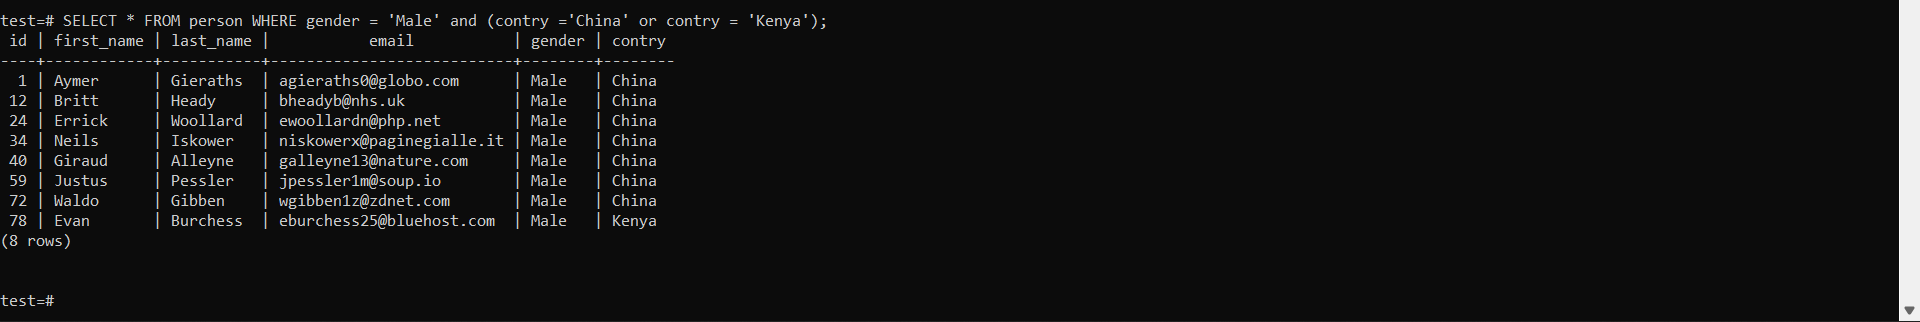 test=# SELECT * FROM person WHERE gender = 'Male' and (contry ='China' or contry = 'Kenya');
 id | first_name | last_name |           email           | gender | contry
----+------------+-----------+---------------------------+--------+--------
  1 | Aymer      | Gieraths  | agieraths0@globo.com      | Male   | China
 12 | Britt      | Heady     | bheadyb@nhs.uk            | Male   | China
 24 | Errick     | Woollard  | ewoollardn@php.net        | Male   | China
 34 | Neils      | Iskower   | niskowerx@paginegialle.it | Male   | China
 40 | Giraud     | Alleyne   | galleyne13@nature.com     | Male   | China
 59 | Justus     | Pessler   | jpessler1m@soup.io        | Male   | China
 72 | Waldo      | Gibben    | wgibben1z@zdnet.com       | Male   | China
 78 | Evan       | Burchess  | eburchess25@bluehost.com  | Male   | Kenya
(8 rows)
test=#